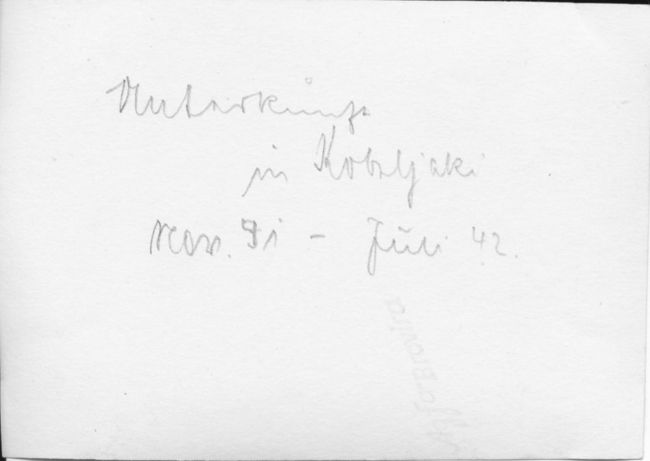 Unterkunft
in Kobeljaki
Nov. 41 - Juli 42.